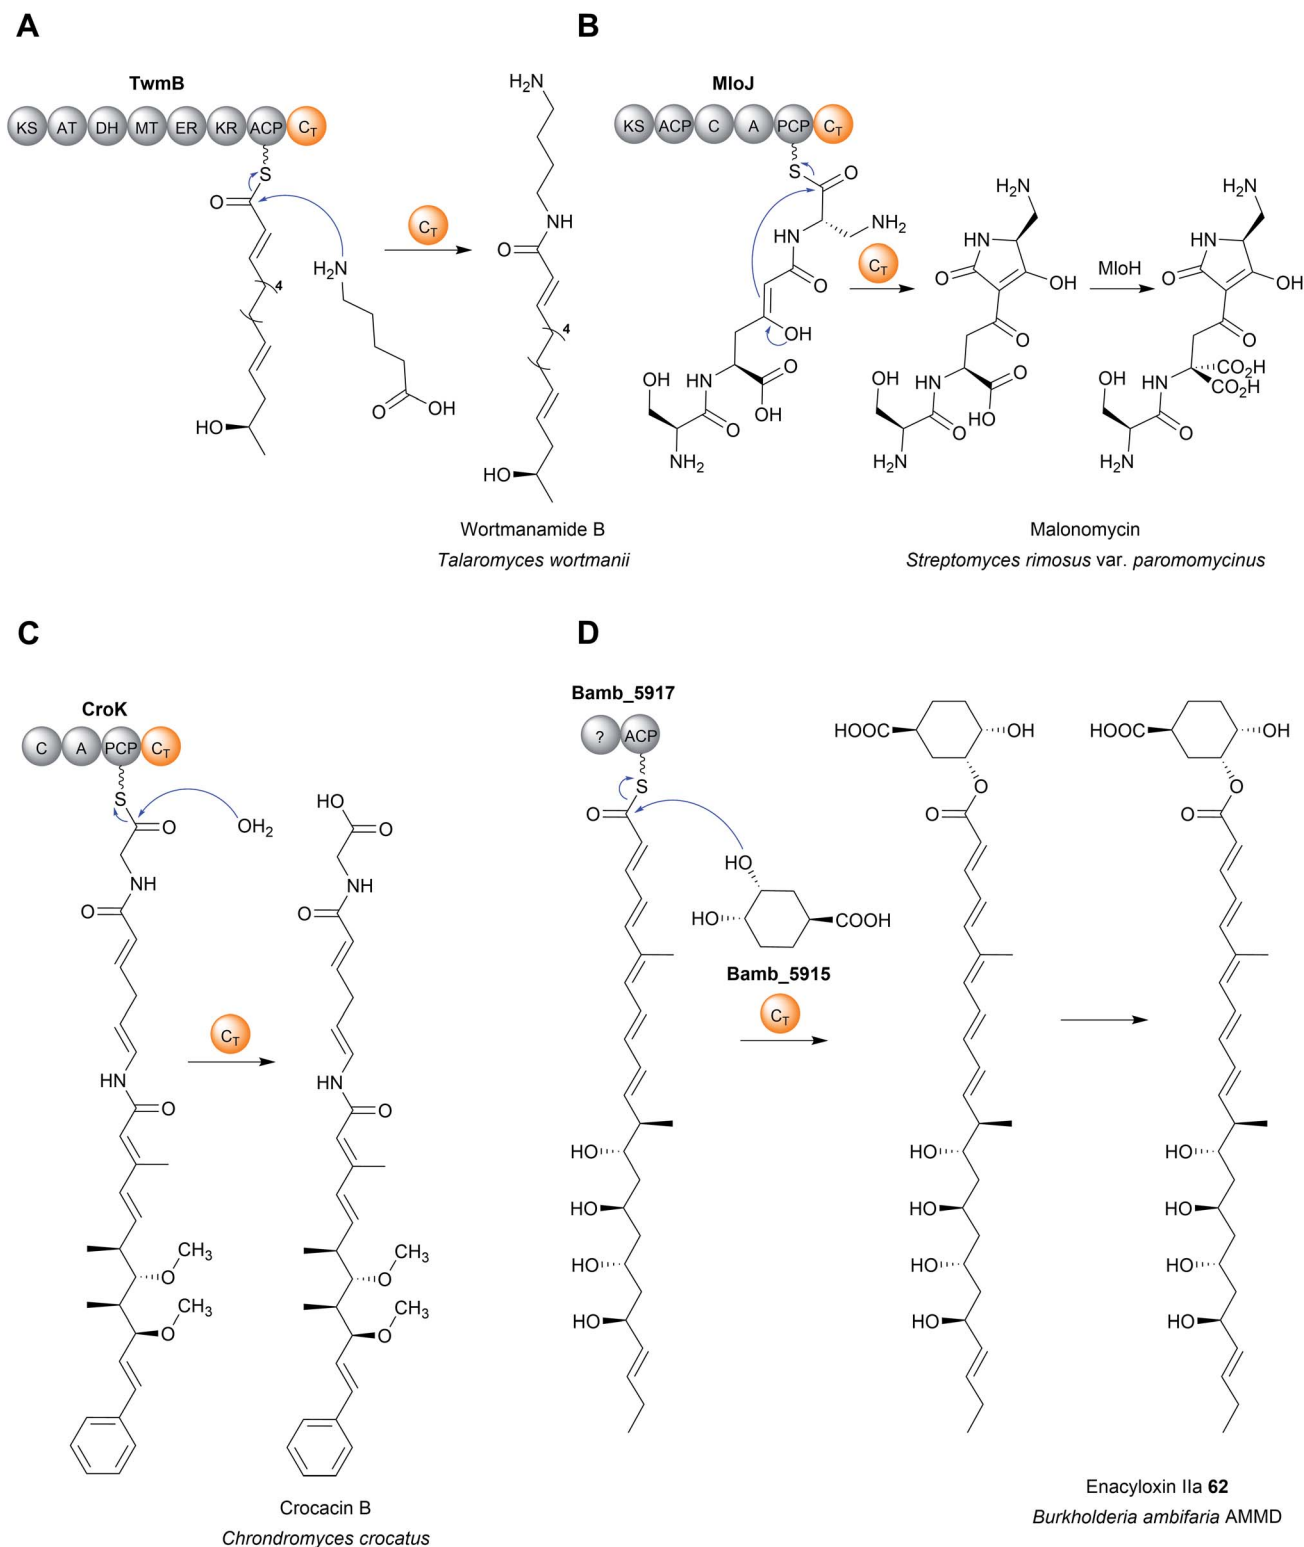 A
TwmB
KS AT DH MT ER KR ACP CT
S
O
4
HO
H2N
O
OH
CT
H2N
NH
O
4
HO
Wortmanamide B
Talaromyces wortmanii
B
MloJ
KS ACP C A PCP CT
S
O
HN
NH2
O
OH
OH
HN
O
O
OH
NH2
CT
H2N
HN
O
OH
O
OH
HN
O
O
HO
H2N
MloH
H2N
HN
O
OH
O
CO2H
CO2H
OH
HN
O
H2N
Malonomycin
Streptomyces rimosus var. paromomycinus
C
CroK
C A PCP CT
S
O
OH2
NH
O
HN
O
CH3
O
CH3
O
CT
HO
O
NH
O
HN
O
CH3
O
CH3
O
Crocacin B
Chrondromyces crocatus
D
Bamb_5917
? ACP
S
O
HO
HO
COOH
Bamb_5915
CT
HO
HO
HO
HO
HOOC
OH
O
O
HO
HO
HO
HO
HOOC
OH
O
O
HO
HO
HO
HO
Enacyloxin IIa 62
Burkholderia ambifaria AMMD